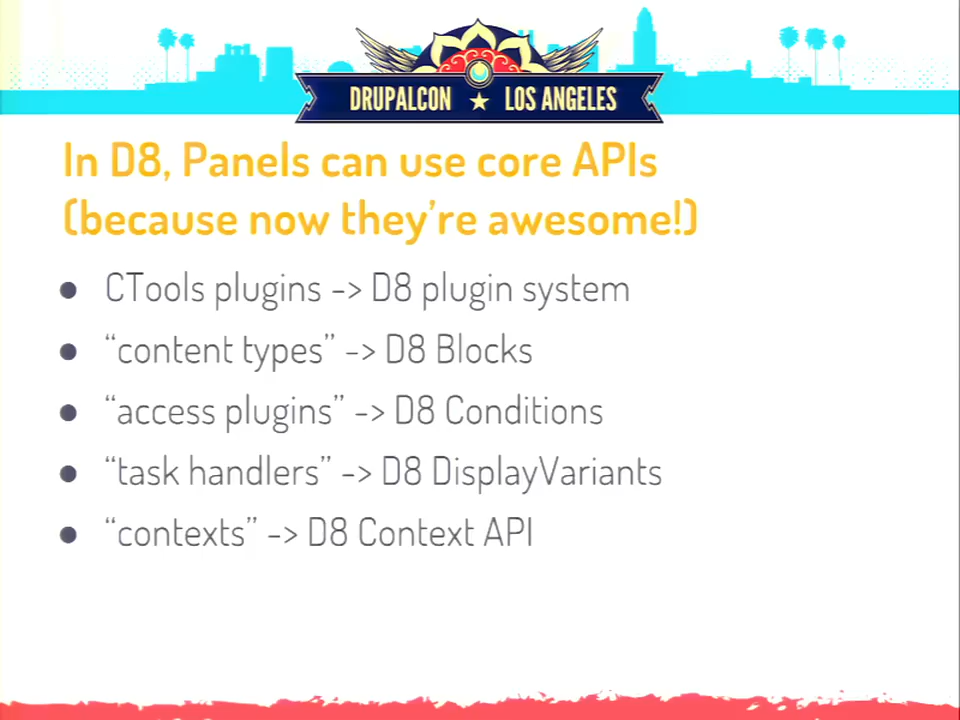 DRUPALCON ★ LOS ANGELES
In D8, Panels can use core APIs
(because now they're awesome!)
● CTools plugins -> D8 plugin system
● “content types” -> D8 Blocks
● “access plugins” -> D8 Conditions
● “task handlers” -> D8 DisplayVariants
● “contexts” -> D8 Context API